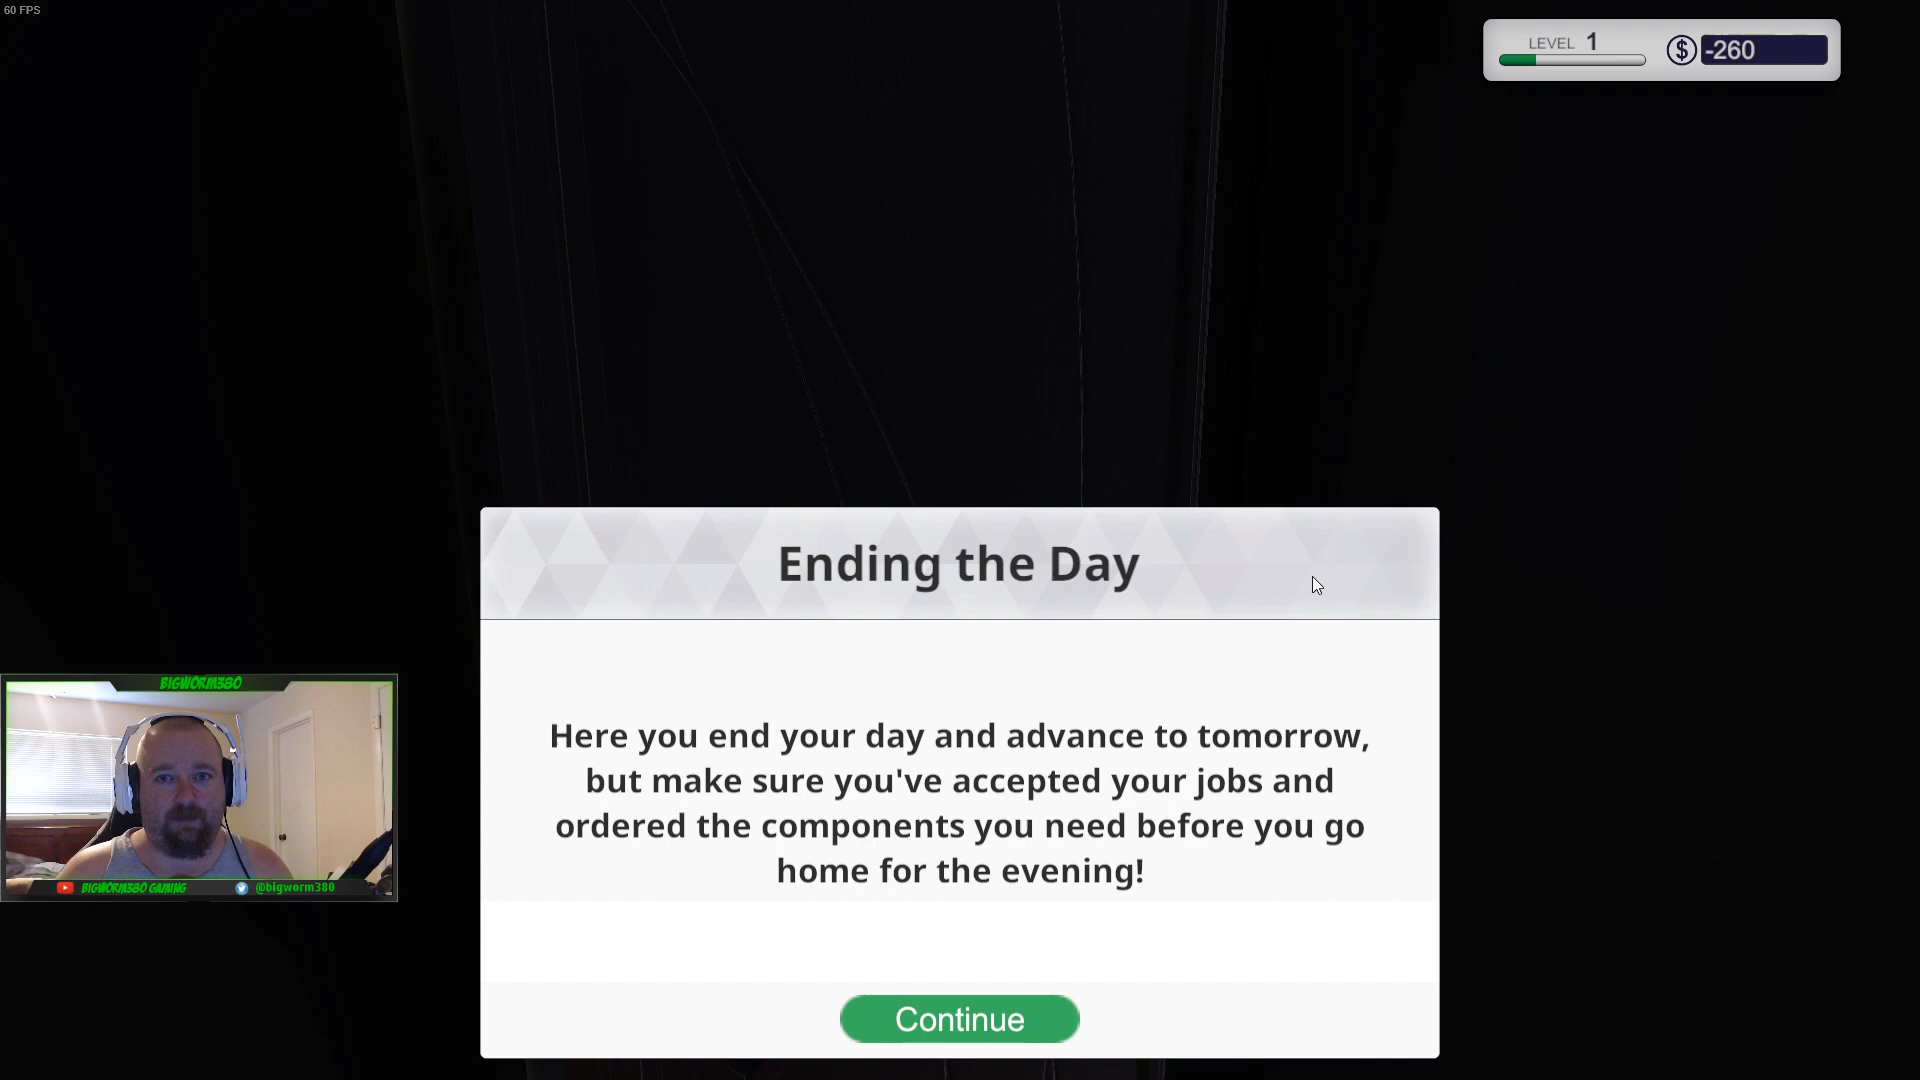 60 FPS
LEVEL 1
$ -260
Ending the Day
Here you end your day and advance to tomorrow,
but make sure you've accepted your jobs and
ordered the components you need before you go
home for the evening!
Continue
BIGWORM380
BIGWORM380 GAMING @bigworm380